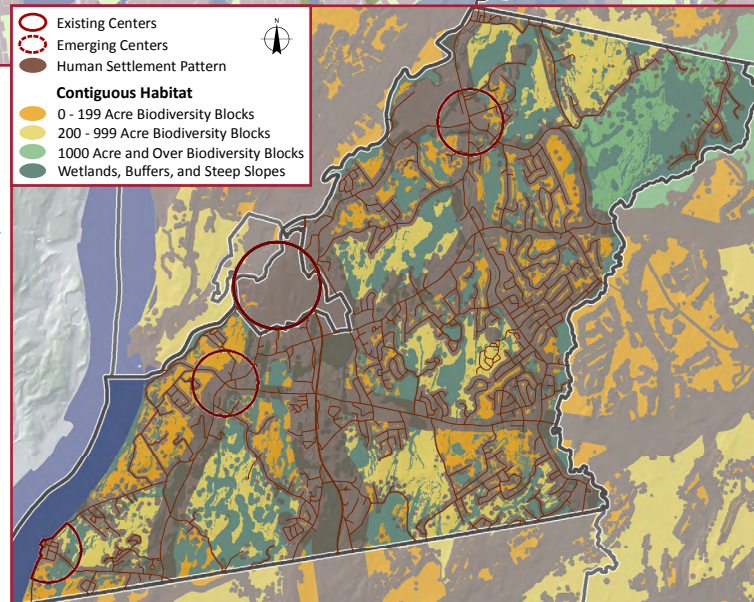 Existing Centers
N
Emerging Centers
Human Settlement Pattern
Contiguous Habitat
0 - 199 Acre Biodiversity Blocks
200 - 999 Acre Biodiversity Blocks
1000 Acre and Over Biodiversity Blocks
Wetlands, Buffers, and Steep Slopes